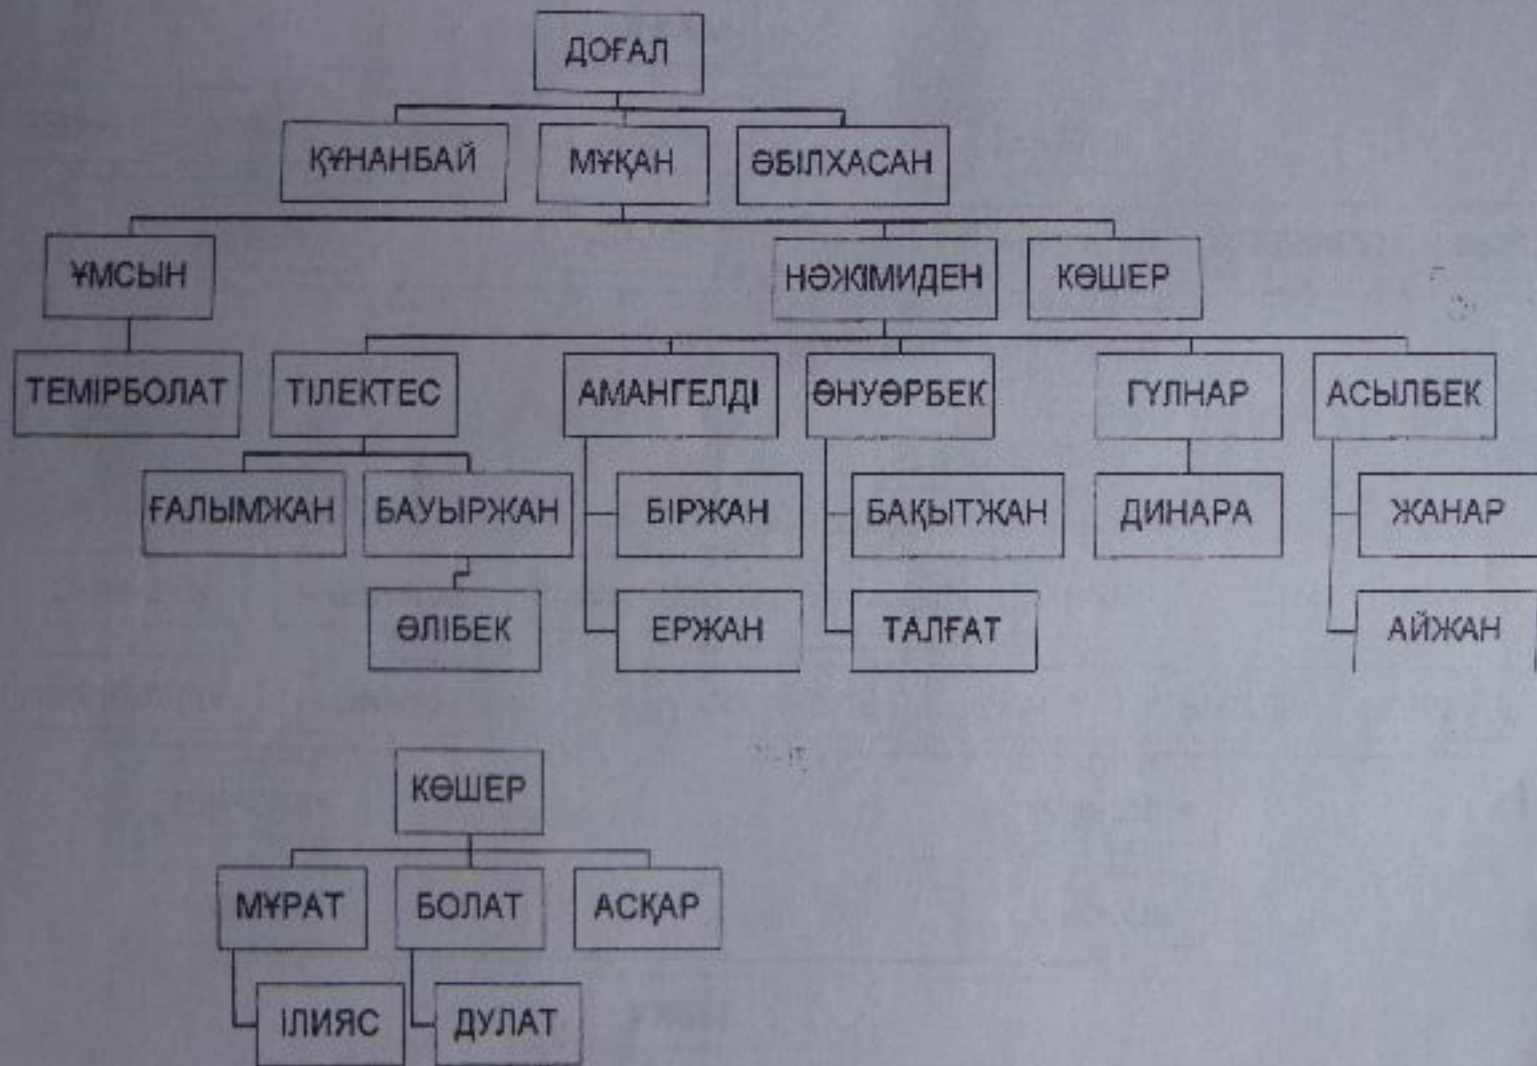 ДОҒАЛ
ҚҰНАНБАЙ МҰҚАН ӘБІЛХАСАН
ҰМСЫН НӘЖІМИДЕН КӨШЕР
ТЕМІРБОЛАТ ТІЛЕКТЕС АМАНГЕЛДІ ӘНУӘРБЕК ГҮЛНАР АСЫЛБЕК
ҒАЛЫМЖАН БАУЫРЖАН БІРЖАН БАҚЫТЖАН ДИНАРА ЖАНАР
ӘЛІБЕК ЕРЖАН ТАЛҒАТ АЙЖАН
КӨШЕР
МҰРАТ БОЛАТ АСҚАР
ІЛИЯС ДУЛАТ